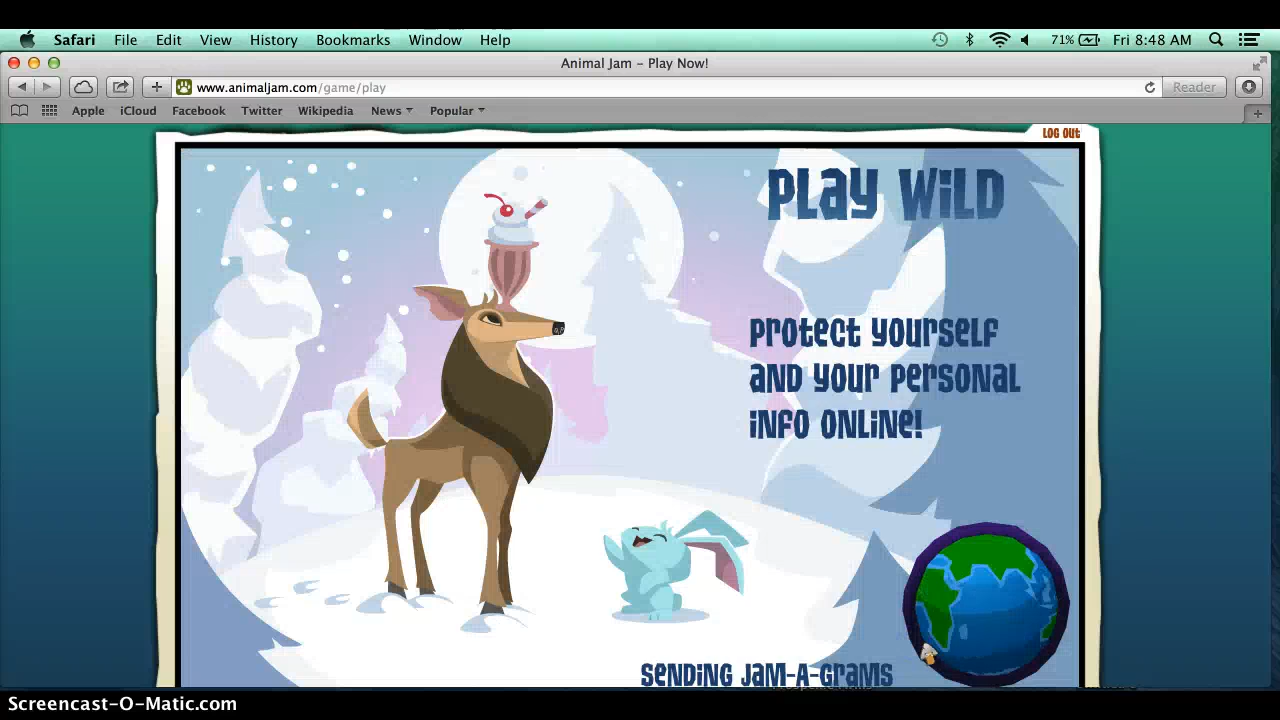 Safari File Edit View History Bookmarks Window Help 71% Fri 8:48 AM
Animal Jam – Play Now!
www.animaljam.com/game/play Reader
Apple iCloud Facebook Twitter Wikipedia News Popular
LOG OUT
PLAY WILD
PROTECT YOURSELF
AND YOUR PERSONAL
INFO ONLINE!
SENDING JAM-A-GRAMS
Screencast-O-Matic.com